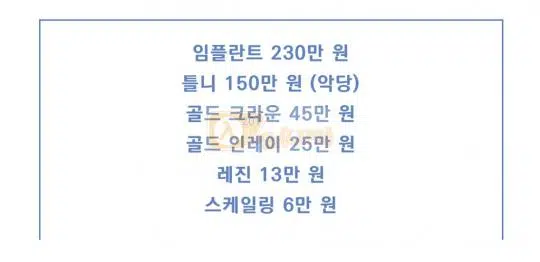 임플란트 230만 원
틀니 150만 원 (악당)
골드 크라운 45만 원
골드 인레이 25만 원
레진 13만 원
스케일링 6만 원